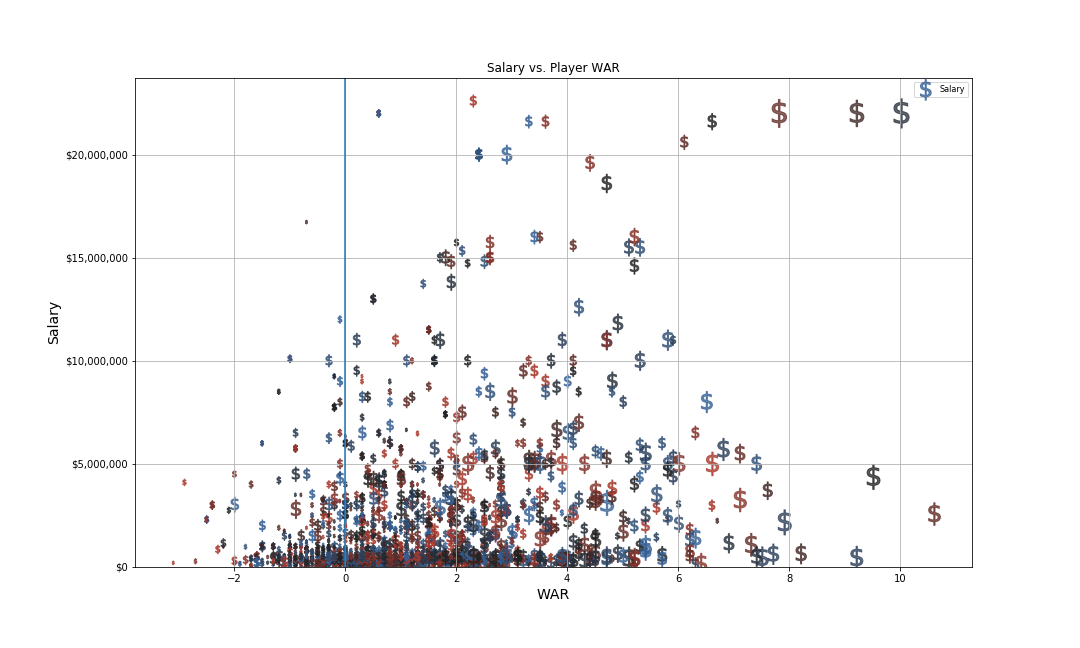 Salary vs. Player WAR
$ Salary
$20,000,000
$15,000,000
$10,000,000
$5,000,000
$0
Salary
−2 0 2 4 6 8 10
WAR